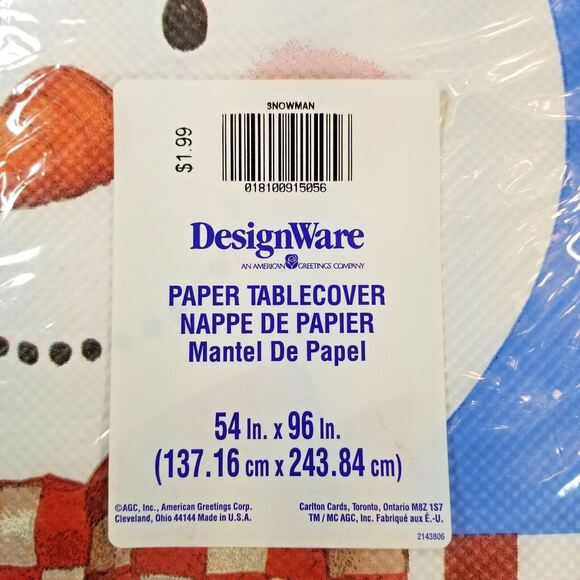 SNOWMAN
$1.99
018100915056
DesignWare
AN AMERICAN GREETINGS COMPANY
PAPER TABLECOVER
NAPPE DE PAPIER
Mantel De Papel
54 In. x 96 In.
(137.16 cm x 243.84 cm)
©AGC, Inc., American Greetings Corp.
Cleveland, Ohio 44144 Made in U.S.A.
Carlton Cards, Toronto, Ontario M8Z 1S7
TM / MC AGC, Inc. Fabriqué aux É.-U.
2143806